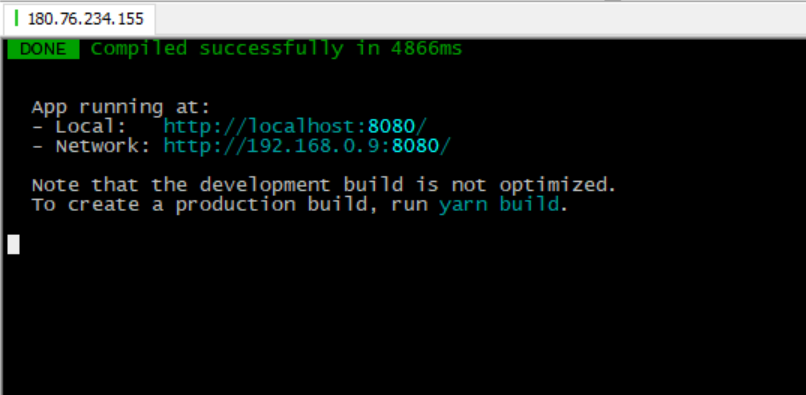 180.76.234.155
DONE Compiled successfully in 4866ms
App running at:
- Local: http://localhost:8080/
- Network: http://192.168.0.9:8080/
Note that the development build is not optimized.
To create a production build, run yarn build.